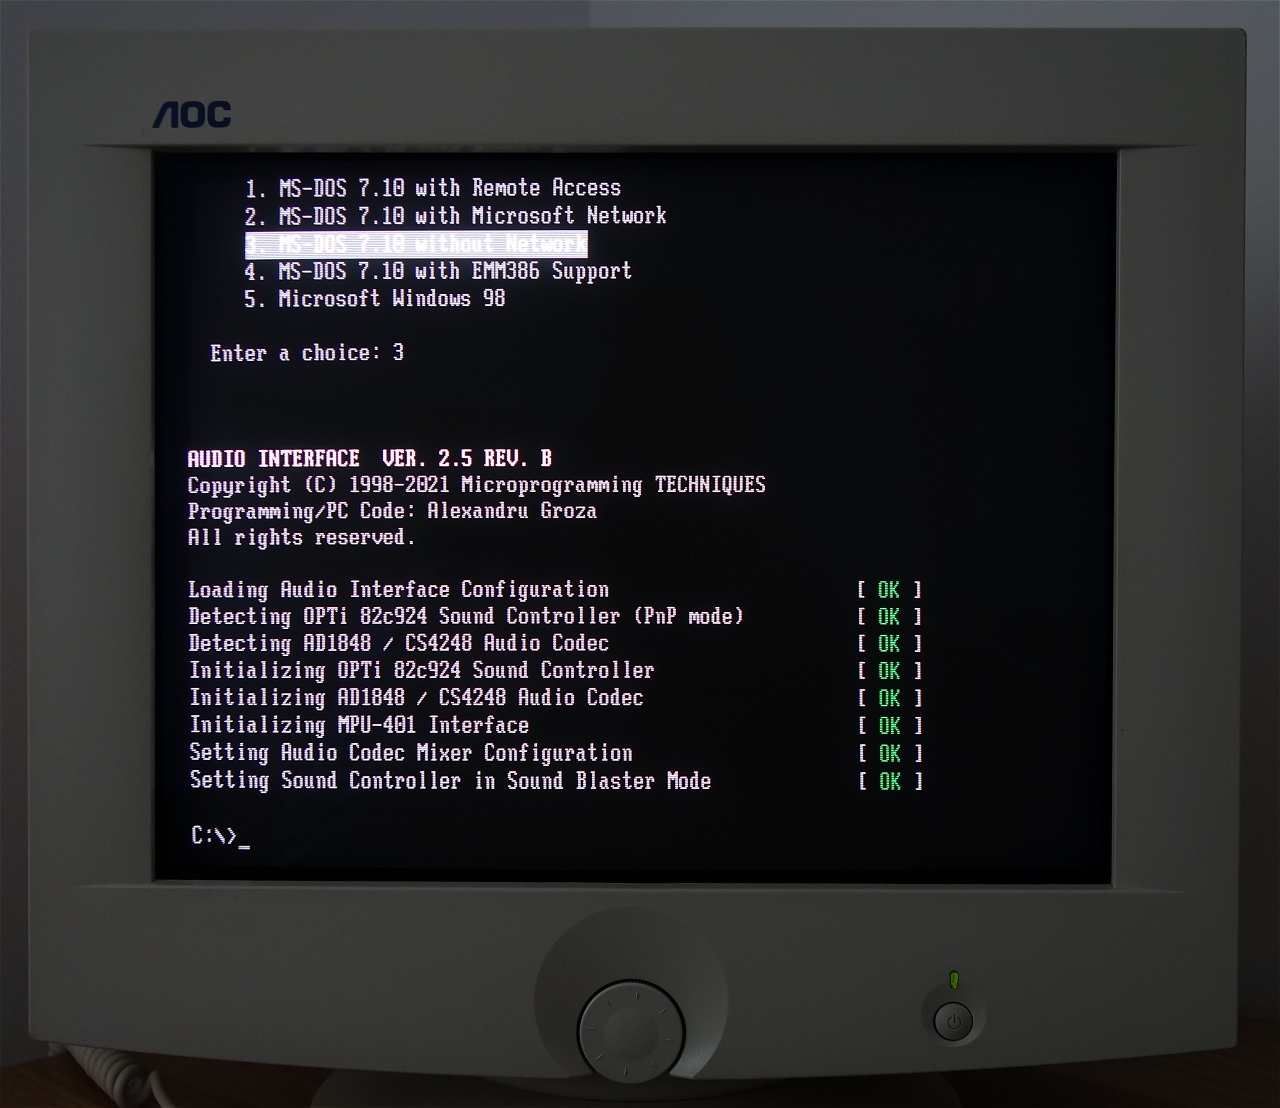 AOC
1. MS-DOS 7.10 with Remote Access
2. MS-DOS 7.10 with Microsoft Network
3. MS-DOS 7.10 without Network
4. MS-DOS 7.10 with EMM386 Support
5. Microsoft Windows 98
Enter a choice: 3
AUDIO INTERFACE  VER. 2.5 REV. B
Copyright (C) 1998-2021 Microprogramming TECHNIQUES
Programming/PC Code: Alexandru Groza
All rights reserved.
Loading Audio Interface Configuration [ OK ]
Detecting OPTi 82c924 Sound Controller (PnP mode) [ OK ]
Detecting AD1848 / CS4248 Audio Codec [ OK ]
Initializing OPTi 82c924 Sound Controller [ OK ]
Initializing AD1848 / CS4248 Audio Codec [ OK ]
Initializing MPU-401 Interface [ OK ]
Setting Audio Codec Mixer Configuration [ OK ]
Setting Sound Controller in Sound Blaster Mode [ OK ]
C:\>_